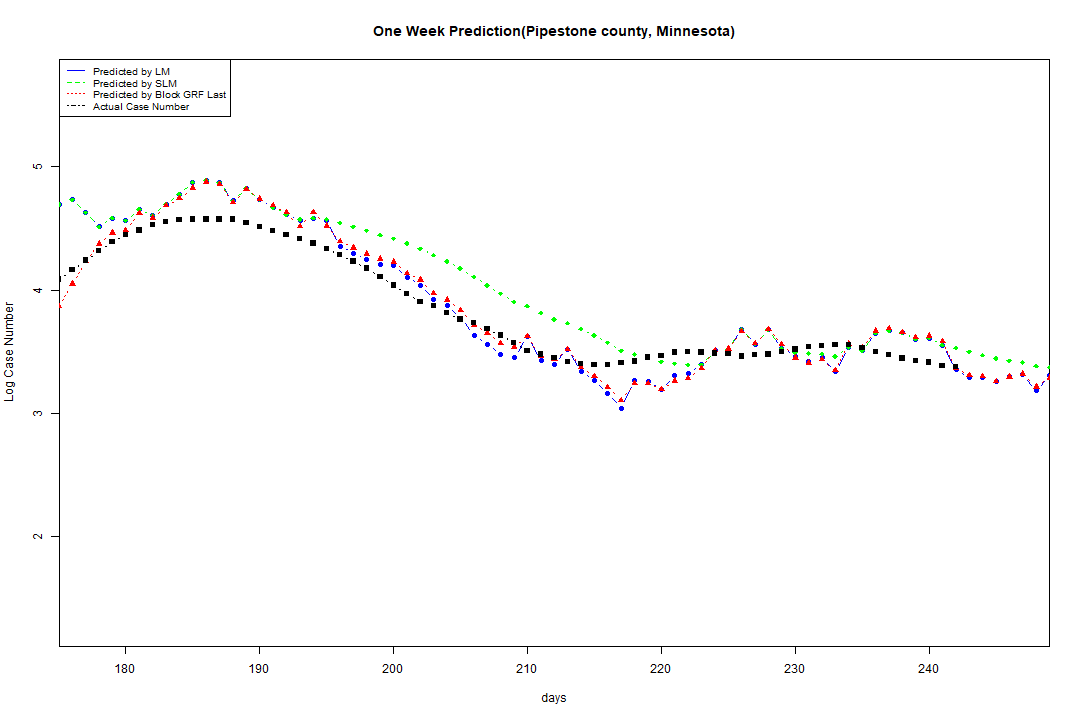 One Week Prediction(Pipestone county, Minnesota)
Predicted by LM
Predicted by SLM
Predicted by Block GRF Last
Actual Case Number
5
4
3
2
Log Case Number
180 190 200 210 220 230 240
days